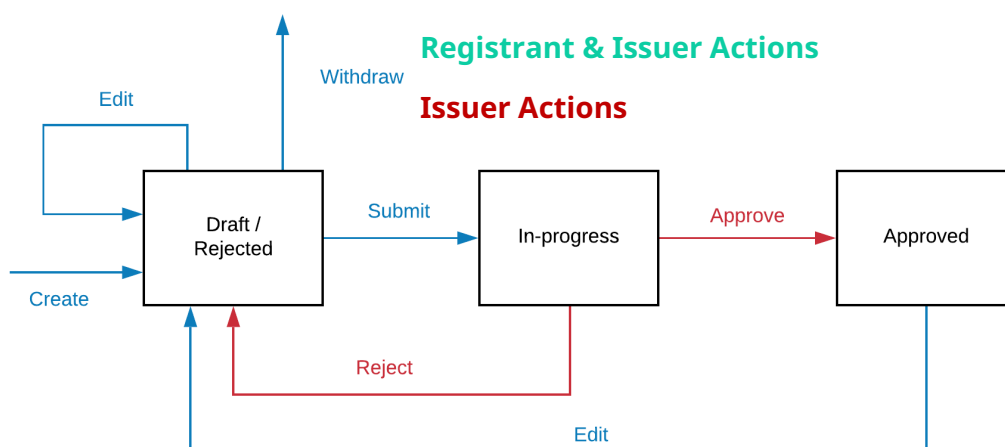 Registrant & Issuer Actions
Withdraw
Edit
Issuer Actions
Draft /
Rejected
Submit
In-progress
Approve
Approved
Create
Reject
Edit